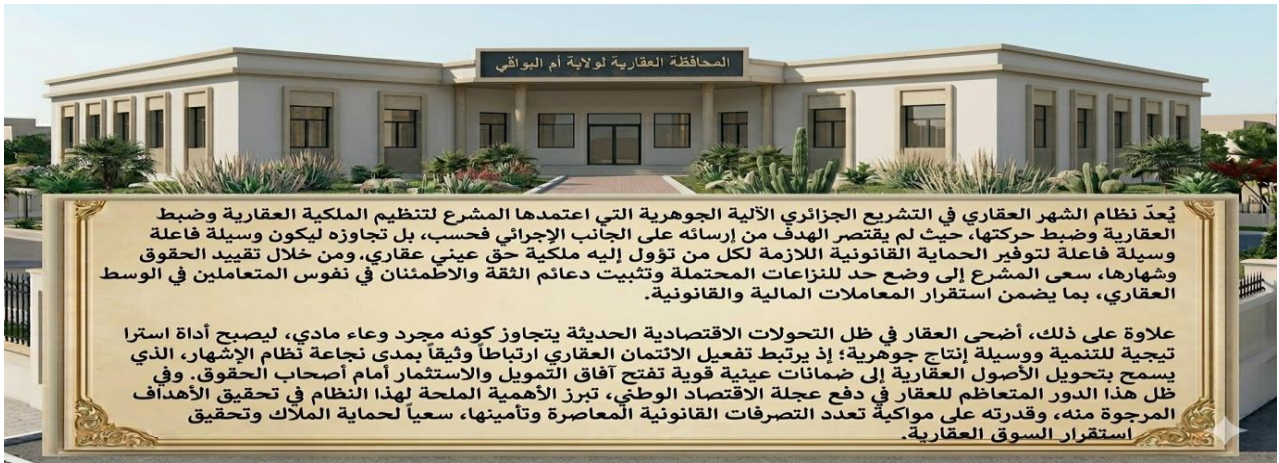 المحافظة العقارية لولاية أم البواقي
يُعدّ نظام الشهر العقاري في التشريع الجزائري الآلية الجوهرية التي اعتمدها المشرع لتنظيم الملكية العقارية وضبط
العقارية وضبط حركتها، حيث لم يقتصر الهدف من إرسائه على الجانب الإجرائي فحسب، بل تجاوزه ليكون وسيلة فاعلة
وسيلة فاعلة لتوفير الحماية القانونية اللازمة لكل من تؤول إليه ملكية حق عيني عقاري. ومن خلال تقييد الحقوق
وشهارها، سعى المشرع إلى وضع حد للنزاعات المحتملة وتثبيت دعائم الثقة والاطمئنان في نفوس المتعاملين في الوسط
العقاري، بما يضمن استقرار المعاملات المالية والقانونية.
علاوة على ذلك، أضحى العقار في ظل التحولات الاقتصادية الحديثة يتجاوز كونه مجرد وعاء مادي، ليصبح أداة استرا
تيجية للتنمية ووسيلة إنتاج جوهرية؛ إذ يرتبط تفعيل الائتمان العقاري ارتباطاً وثيقاً بمدى نجاعة نظام الإشهار، الذي
يسمح بتحويل الأصول العقارية إلى ضمانات عينية قوية تفتح آفاق التمويل والاستثمار أمام أصحاب الحقوق. وفي
ظل هذا الدور المتعاظم للعقار في دفع عجلة الاقتصاد الوطني، تبرز الأهمية الملحة لهذا النظام في تحقيق الأهداف
المرجوة منه، وقدرته على مواكبة تعدد التصرفات القانونية المعاصرة وتأمينها، سعياً لحماية الملاك وتحقيق
استقرار السوق العقارية.